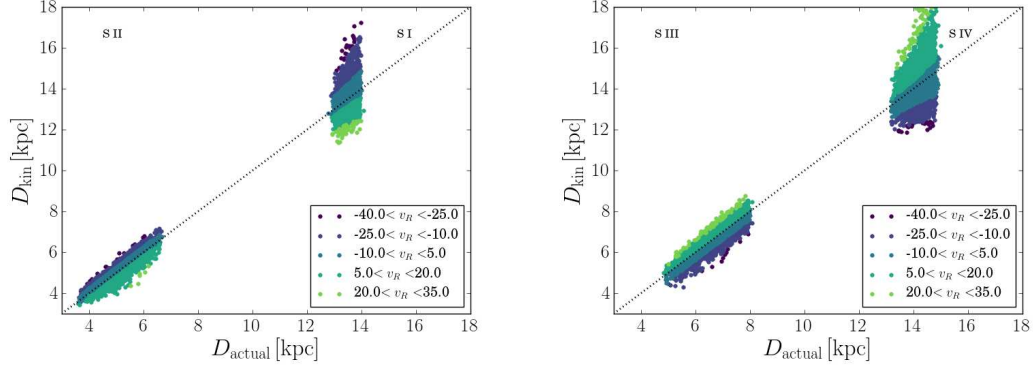 18
16
14
12
10
8
6
4
D_kin [kpc]
S II
S I
-40.0< v_R <-25.0
-25.0< v_R <-10.0
-10.0< v_R <5.0
5.0< v_R <20.0
20.0< v_R <35.0
4 6 8 10 12 14 16 18
D_actual [kpc]
18
16
14
12
10
8
6
4
D_kin [kpc]
S III
S IV
-40.0< v_R <-25.0
-25.0< v_R <-10.0
-10.0< v_R <5.0
5.0< v_R <20.0
20.0< v_R <35.0
4 6 8 10 12 14 16 18
D_actual [kpc]